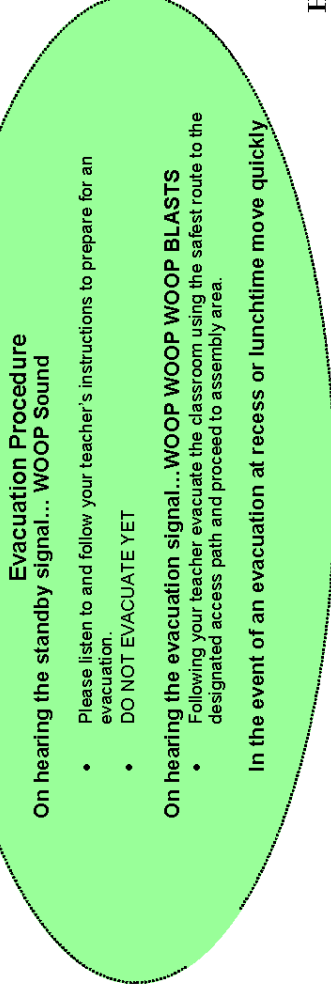 Evacuation Procedure
On hearing the standby signal... WOOP Sound
• Please listen to and follow your teacher's instructions to prepare for an
evacuation.
• DO NOT EVACUATE YET
On hearing the evacuation signal...WOOP WOOP WOOP BLASTS
• Following your teacher evacuate the classroom using the safest route to the
designated access path and proceed to assembly area.
In the event of an evacuation at recess or lunchtime move quickly